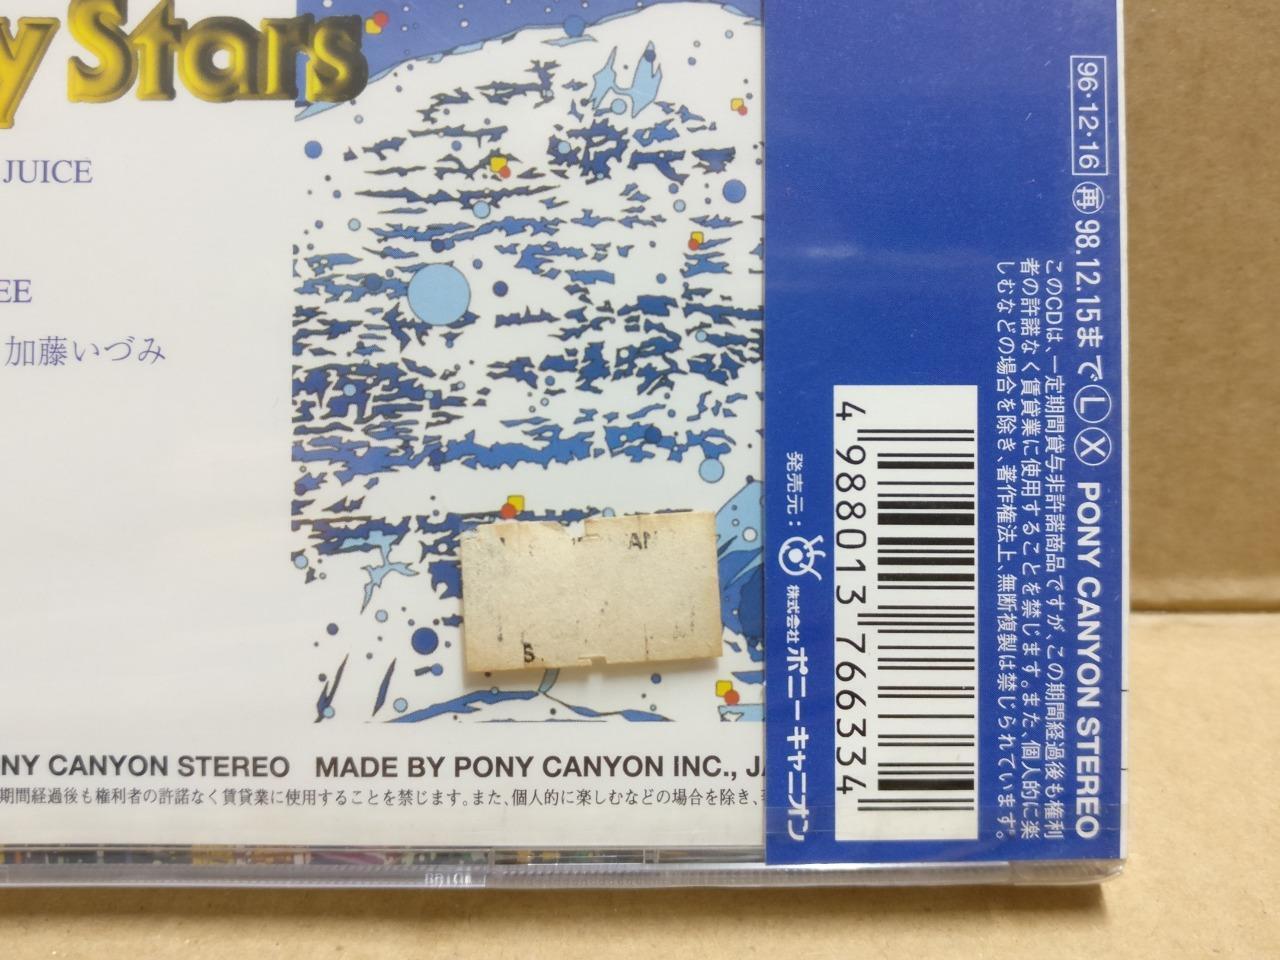 y Stars
JUICE
EE
加藤いづみ
NY CANYON STEREO MADE BY PONY CANYON INC., JA
期間経過後も権利者の許諾なく賃貸業に使用することを禁じます。また、個人的に楽しむなどの場合を除き、
96·12·16 再 98.12.15まで Ⓛ Ⓧ PONY CANYON STEREO
このCDは、一定期間貸与非許諾商品ですが、この期間経過後も権利
者の許諾なく賃貸業に使用することを禁じます。また、個人的に楽
しむなどの場合を除き、著作権法上、無断複製は禁じられています。
4 988013 766334
発売元: 株式会社ポニーキャニオン